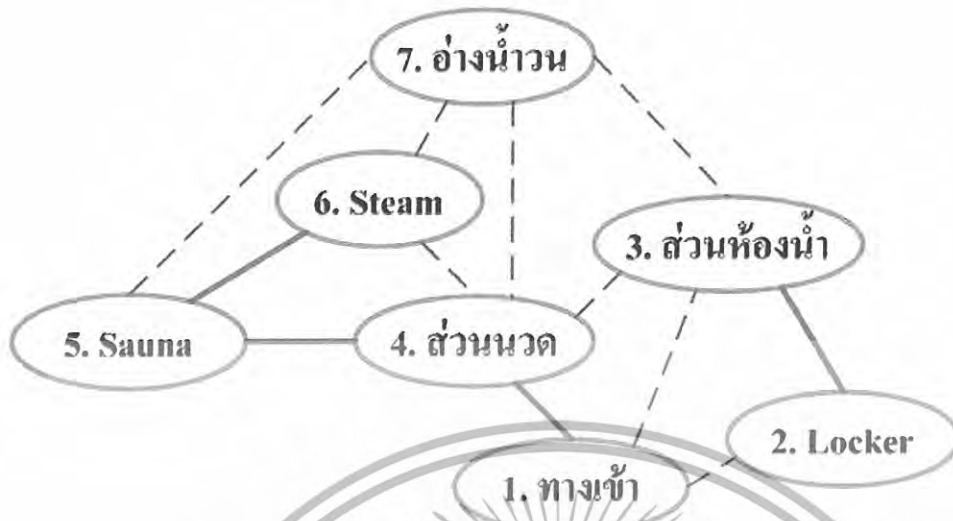 7. อ่างน้ำวน
6. Steam
3. ส่วนห้องน้ำ
5. Sauna
4. ส่วนนวด
2. Locker
1. ทางเข้า